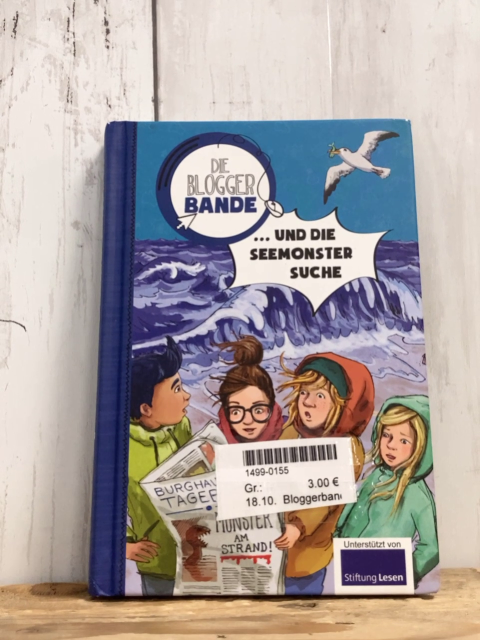 DIE
BLOGGER
BANDE
... UND DIE
SEEMONSTER
SUCHE
1499-0155
Gr.:
3.00 €
18.10. Bloggerband
BURGHAV
TAGEB
MONSTER
AM
STRAND!
Unterstützt von
Stiftung Lesen